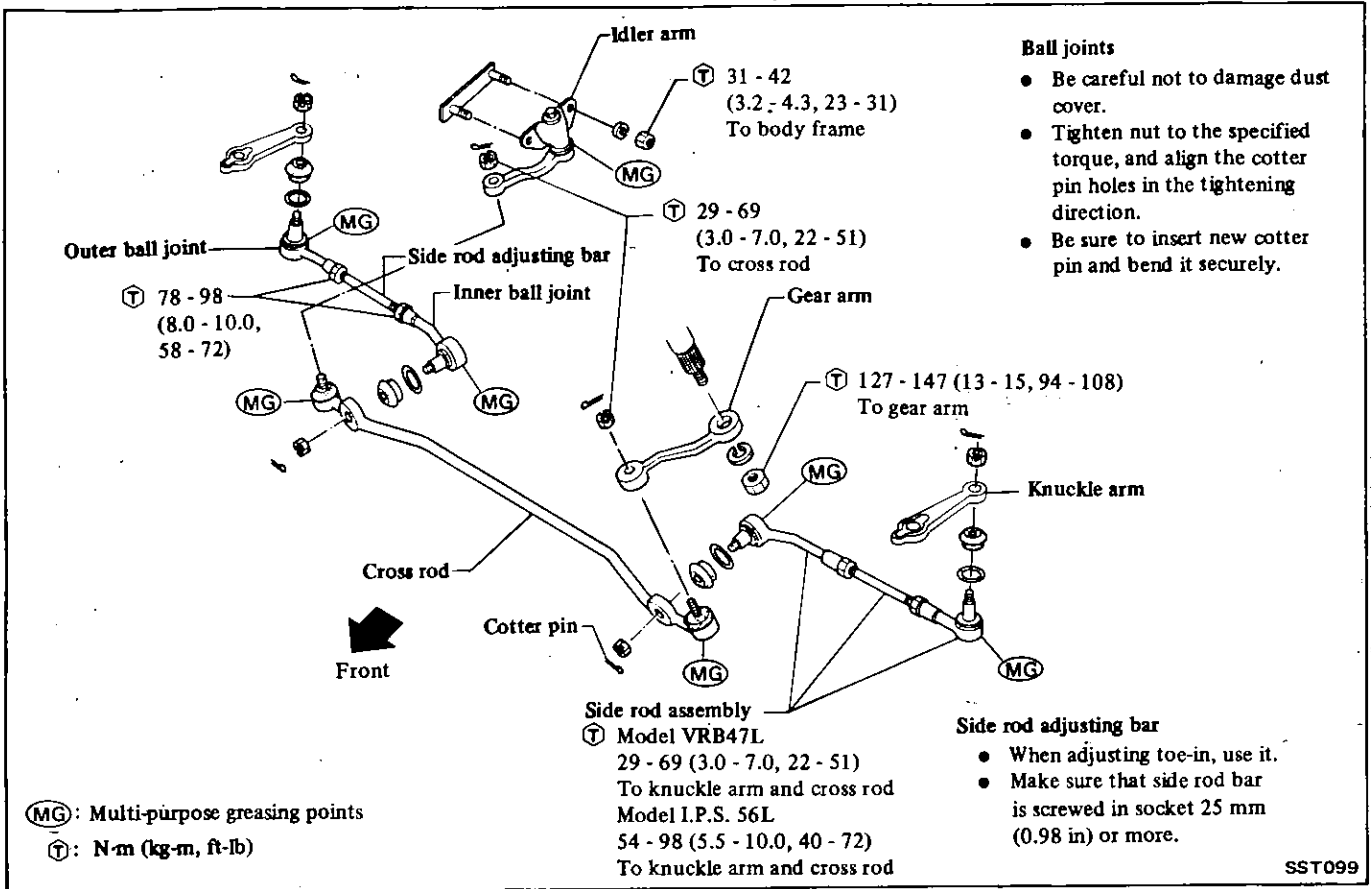 Idler arm
Ⓣ 31 - 42
(3.2 - 4.3, 23 - 31)
To body frame
MG
Ball joints
● Be careful not to damage dust
cover.
● Tighten nut to the specified
torque, and align the cotter
pin holes in the tightening
direction.
● Be sure to insert new cotter
pin and bend it securely.
MG
Outer ball joint
Ⓣ 29 - 69
(3.0 - 7.0, 22 - 51)
To cross rod
Side rod adjusting bar
Inner ball joint
Ⓣ 78 - 98
(8.0 - 10.0,
58 - 72)
Gear arm
MG
MG
Ⓣ 127 - 147 (13 - 15, 94 - 108)
To gear arm
MG
Knuckle arm
Cross rod
Cotter pin
Front
MG
MG
Side rod assembly
Ⓣ Model VRB47L
29 - 69 (3.0 - 7.0, 22 - 51)
To knuckle arm and cross rod
Model I.P.S. 56L
54 - 98 (5.5 - 10.0, 40 - 72)
To knuckle arm and cross rod
Side rod adjusting bar
● When adjusting toe-in, use it.
● Make sure that side rod bar
is screwed in socket 25 mm
(0.98 in) or more.
MG : Multi-purpose greasing points
Ⓣ : N·m (kg-m, ft-lb)
SST099